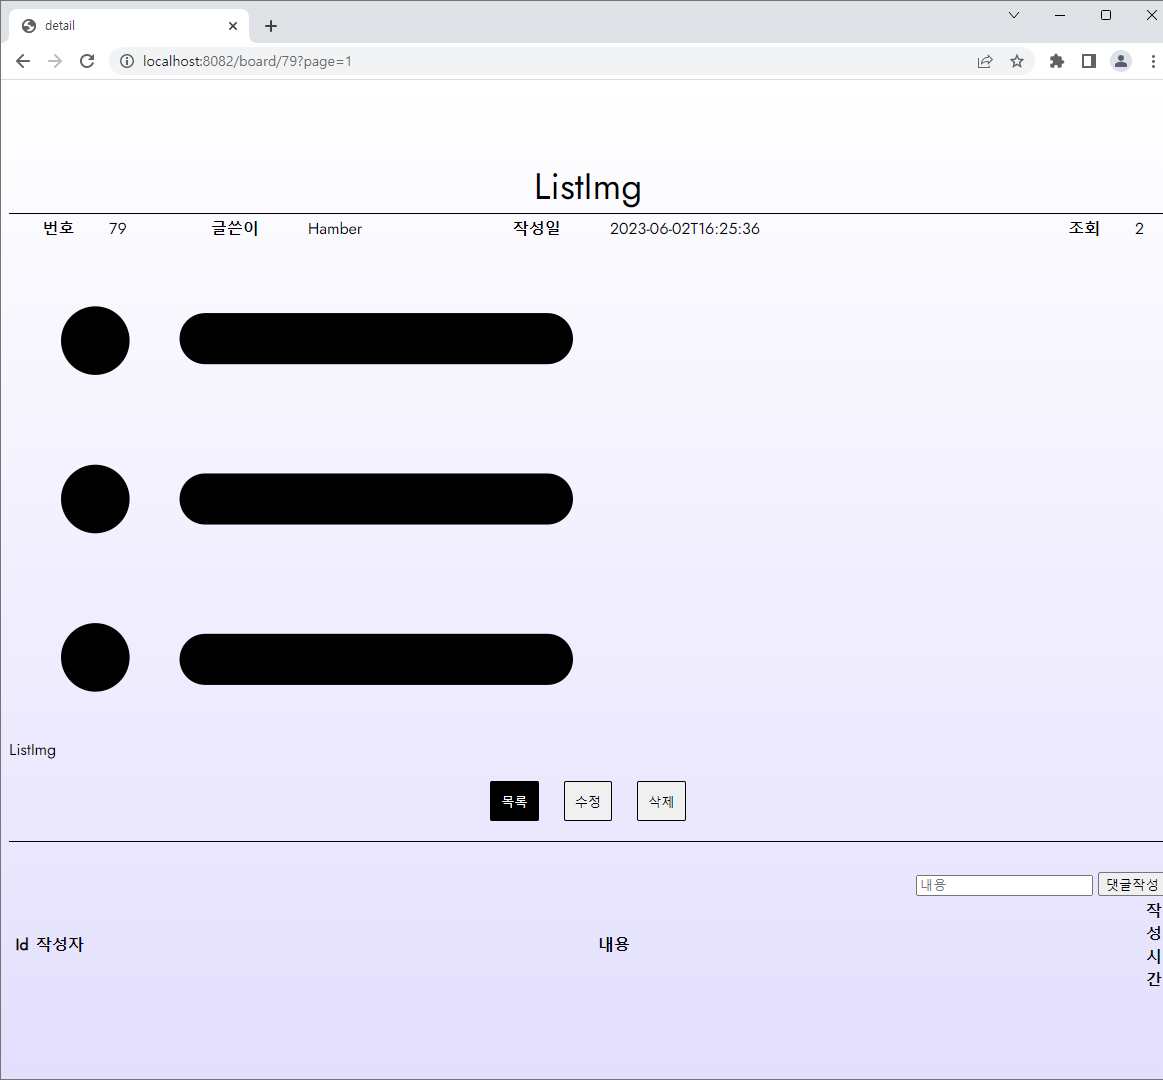 detail
localhost:8082/board/79?page=1
ListImg
번호 79 글쓴이 Hamber 작성일 2023-06-02T16:25:36 조회 2
ListImg
목록 수정 삭제
내용 댓글작성
Id 작성자 내용 작성시간